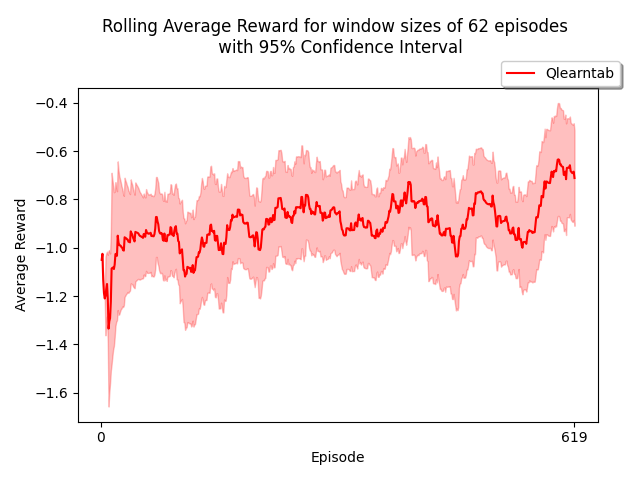 Rolling Average Reward for window sizes of 62 episodes
with 95% Confidence Interval
Qlearntab
−0.4
−0.6
−0.8
−1.0
−1.2
−1.4
−1.6
Average Reward
0
619
Episode